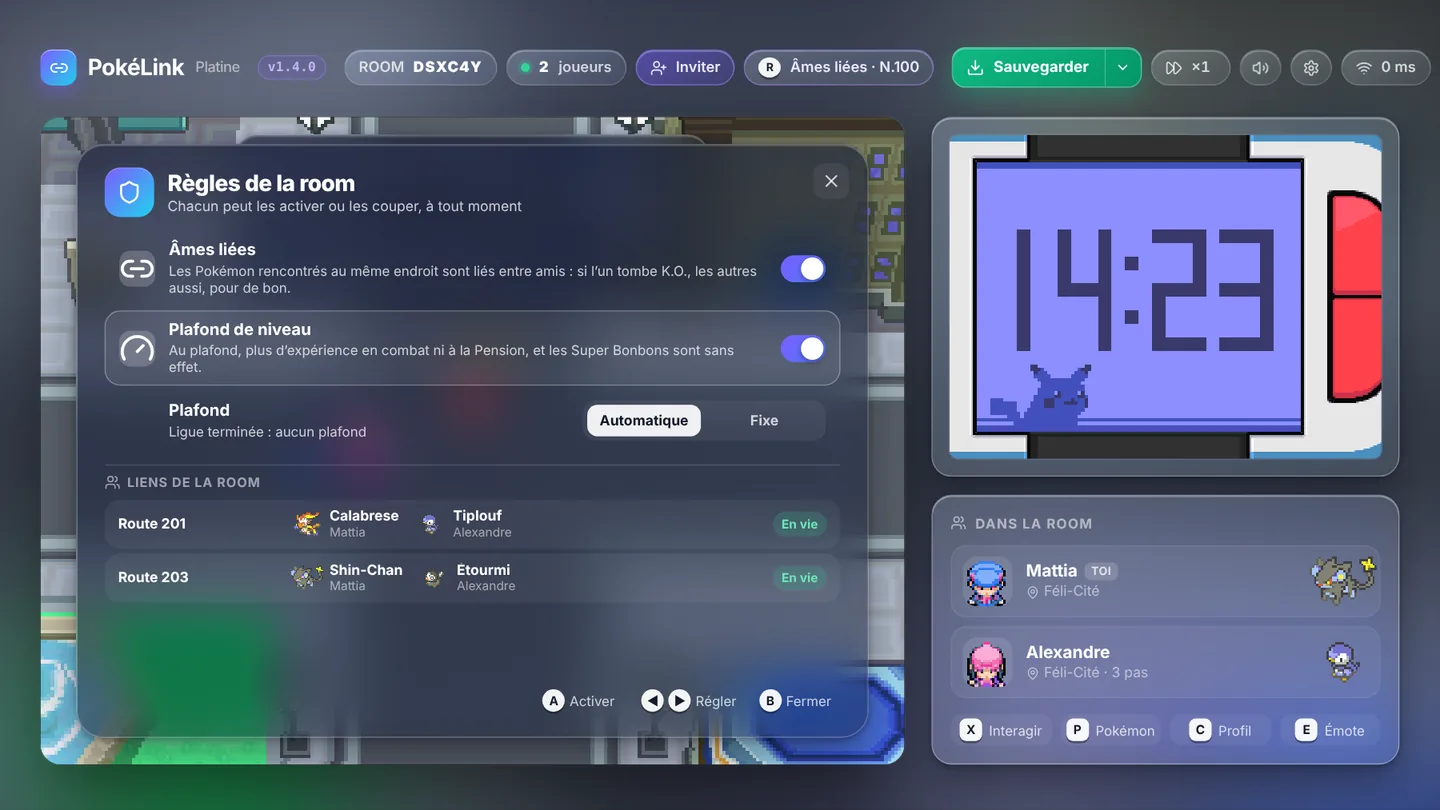 PokéLink Platine v1.4.0 ROOM DSXC4Y 2 joueurs Inviter R Âmes liées · N.100 Sauvegarder ×1 0 ms
Règles de la room
Chacun peut les activer ou les couper, à tout moment
Âmes liées
Les Pokémon rencontrés au même endroit sont liés entre amis : si l’un tombe K.O., les autres
aussi, pour de bon.
Plafond de niveau
Au plafond, plus d’expérience en combat ni à la Pension, et les Super Bonbons sont sans
effet.
Plafond
Ligue terminée : aucun plafond
Automatique Fixe
LIENS DE LA ROOM
Route 201
Calabrese
Mattia
Tiplouf
Alexandre
En vie
Route 203
Shin-Chan
Mattia
Étourmi
Alexandre
En vie
A Activer Régler B Fermer
14:23
DANS LA ROOM
Mattia TOI
Féli-Cité
Alexandre
Féli-Cité · 3 pas
X Interagir P Pokémon C Profil E Émote